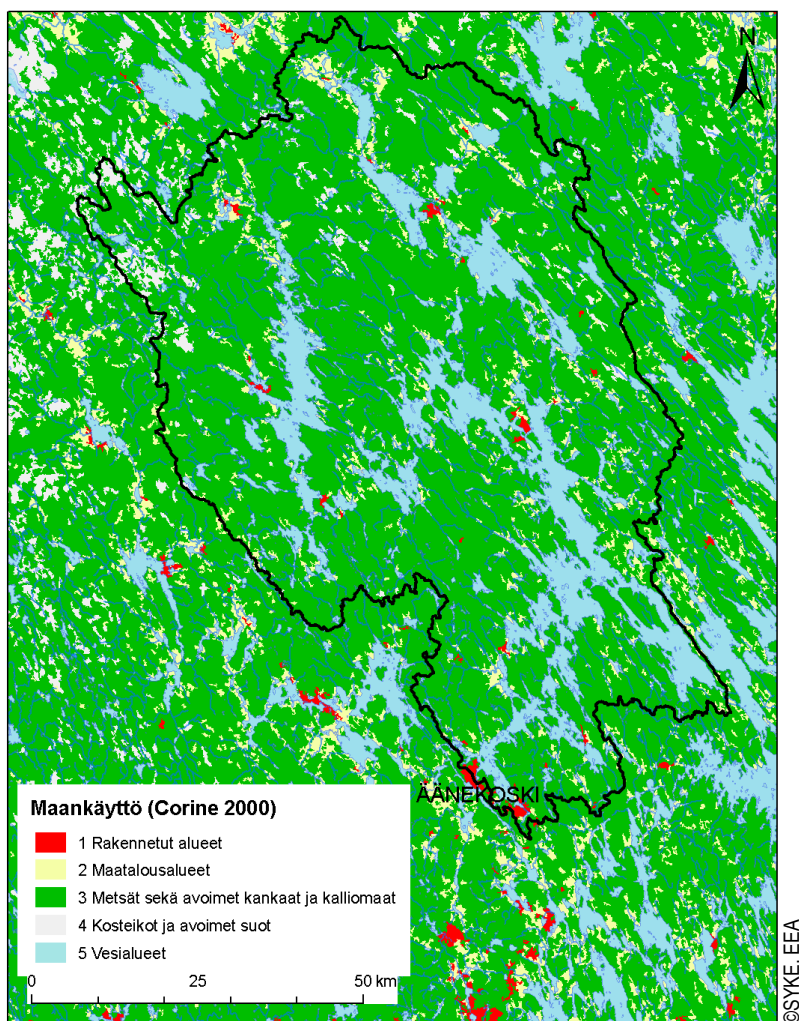 N
ÄÄNEKOSKI
Maankäyttö (Corine 2000)
1 Rakennetut alueet
2 Maatalousalueet
3 Metsät sekä avoimet kankaat ja kalliomaat
4 Kosteikot ja avoimet suot
5 Vesialueet
0 25 50 km
©SYKE, EEA